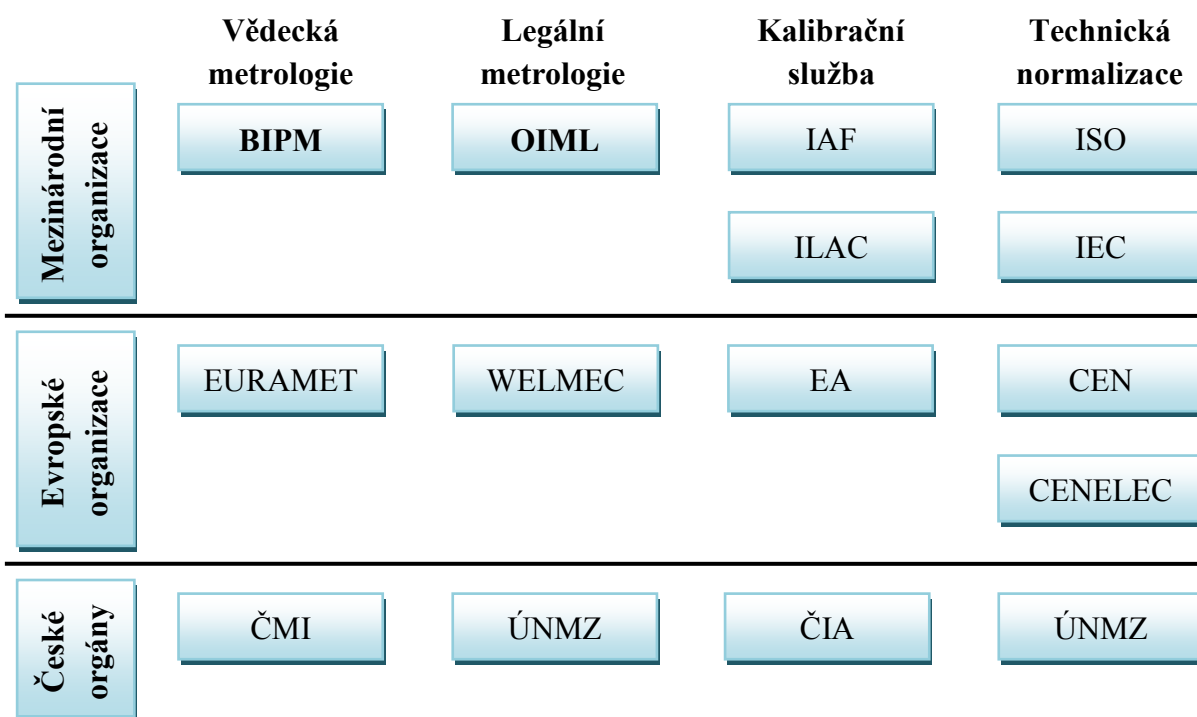 Vědecká
metrologie
Legální
metrologie
Kalibrační
služba
Technická
normalizace
Mezinárodní
organizace
BIPM
OIML
IAF
ISO
ILAC
IEC
Evropské
organizace
EURAMET
WELMEC
EA
CEN
CENELEC
České
orgány
ČMI
ÚNMZ
ČIA
ÚNMZ